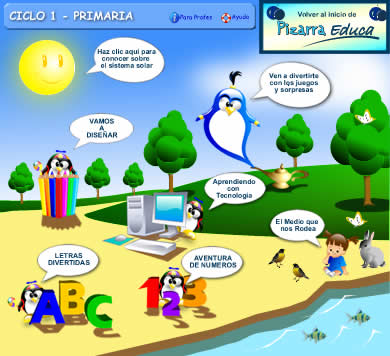 CICLO 1 - PRIMARIA
Para Profes
Ayuda
Volver al inicio de
Pizarra Educa
Haz clic aqui para
conocer sobre
el sistema solar
Ven a divertirte
con los juegos
y sorpresas
VAMOS
A
DISEÑAR
Aprendiendo
con
Tecnologia
El Medio que
nos Rodea
LETRAS
DIVERTIDAS
AVENTURA
DE NUMEROS
ABC
123